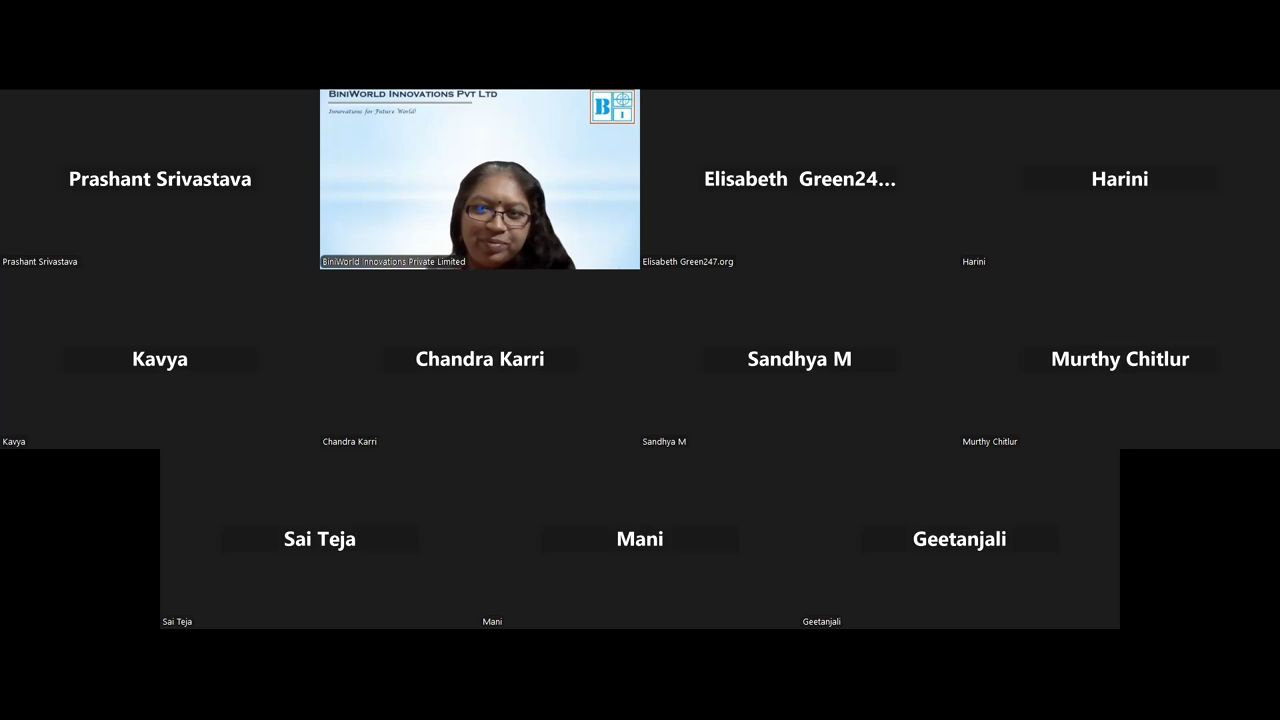 BINIWORLD INNOVATIONS PVT LTD
Innovations for Future World!
B
I
Prashant Srivastava
Elisabeth  Green24...
Harini
Prashant Srivastava
BiniWorld Innovations Private Limited
Elisabeth Green247.org
Harini
Kavya
Chandra Karri
Sandhya M
Murthy Chitlur
Kavya
Chandra Karri
Sandhya M
Murthy Chitlur
Sai Teja
Mani
Geetanjali
Sai Teja
Mani
Geetanjali